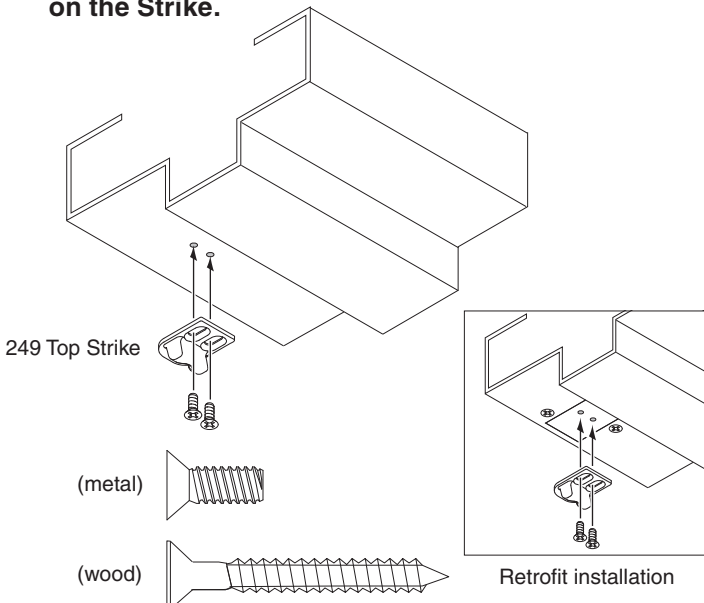 on the Strike.
249 Top Strike
(metal)
(wood)
Retrofit installation